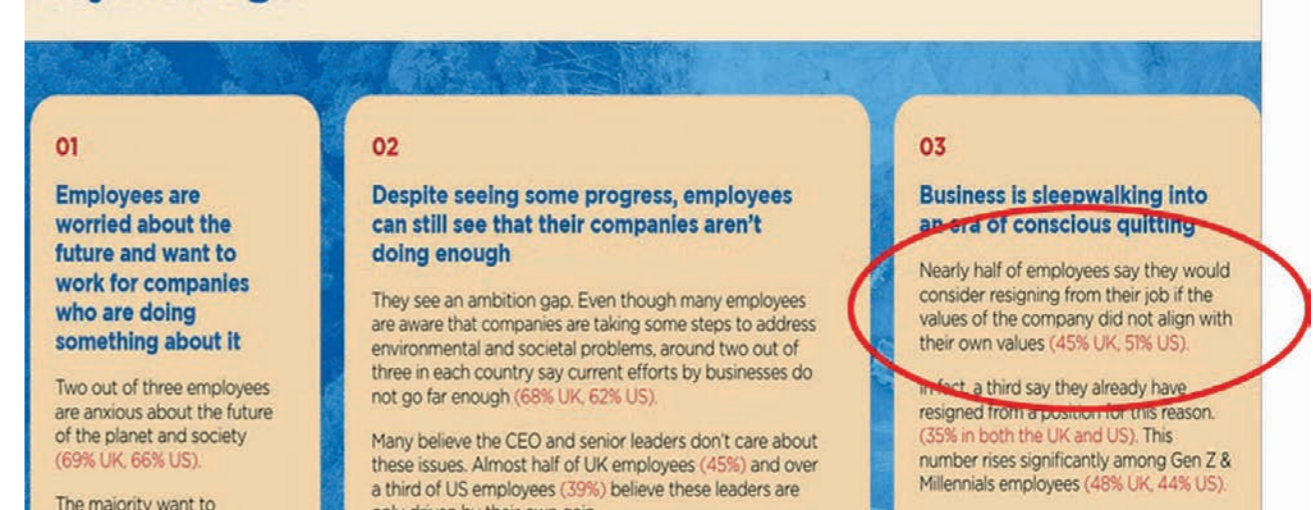 01
Employees are
worried about the
future and want to
work for companies
who are doing
something about it
Two out of three employees
are anxious about the future
of the planet and society
(69% UK, 66% US).
The majority want to
02
Despite seeing some progress, employees
can still see that their companies aren't
doing enough
They see an ambition gap. Even though many employees
are aware that companies are taking some steps to address
environmental and societal problems, around two out of
three in each country say current efforts by businesses do
not go far enough (68% UK, 62% US).
Many believe the CEO and senior leaders don't care about
these issues. Almost half of UK employees (45%) and over
a third of US employees (39%) believe these leaders are
only driven by their own gain.
03
Business is sleepwalking into
an era of conscious quitting
Nearly half of employees say they would
consider resigning from their job if the
values of the company did not align with
their own values (45% UK, 51% US).
In fact, a third say they already have
resigned from a position for this reason.
(35% in both the UK and US). This
number rises significantly among Gen Z &
Millennials employees (48% UK, 44% US).